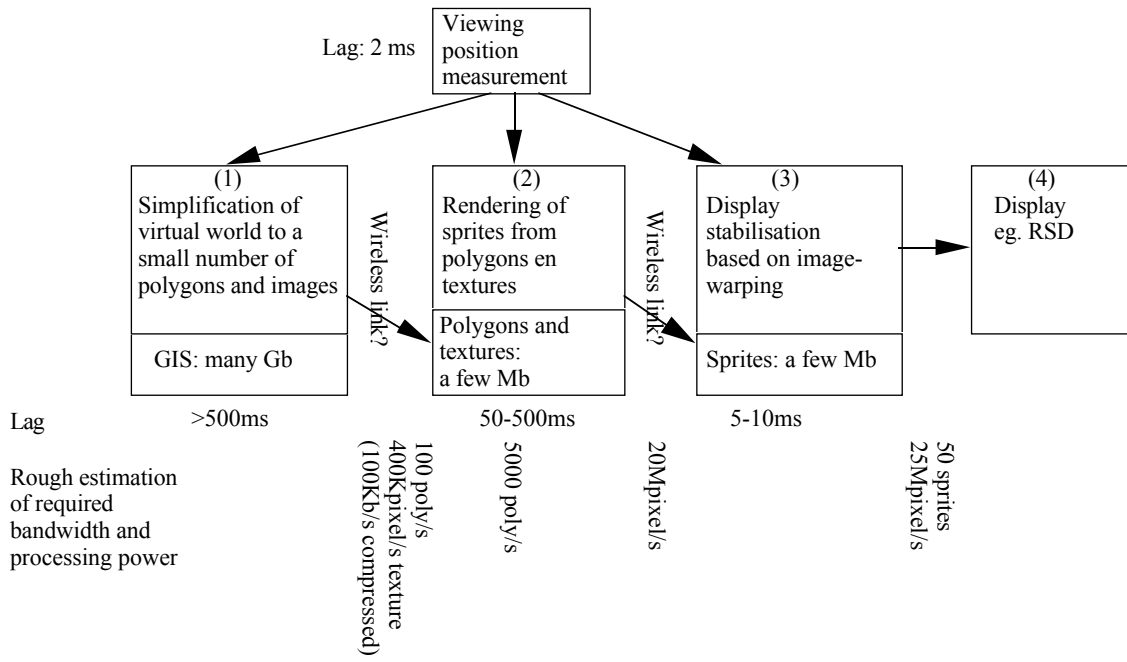 Lag: 2 ms
Viewing
position
measurement
(1)
Simplification of
virtual world to a
small number of
polygons and images
GIS: many Gb
Wireless link?
(2)
Rendering of
sprites from
polygons en
textures
Polygons and
textures:
a few Mb
Wireless link?
(3)
Display
stabilisation
based on image-
warping
Sprites: a few Mb
(4)
Display
eg. RSD
Lag
>500ms
50-500ms
5-10ms
Rough estimation
of required
bandwidth and
processing power
100 poly/s
400Kpixel/s texture
(100Kb/s compressed)
5000 poly/s
20Mpixel/s
50 sprites
25Mpixel/s